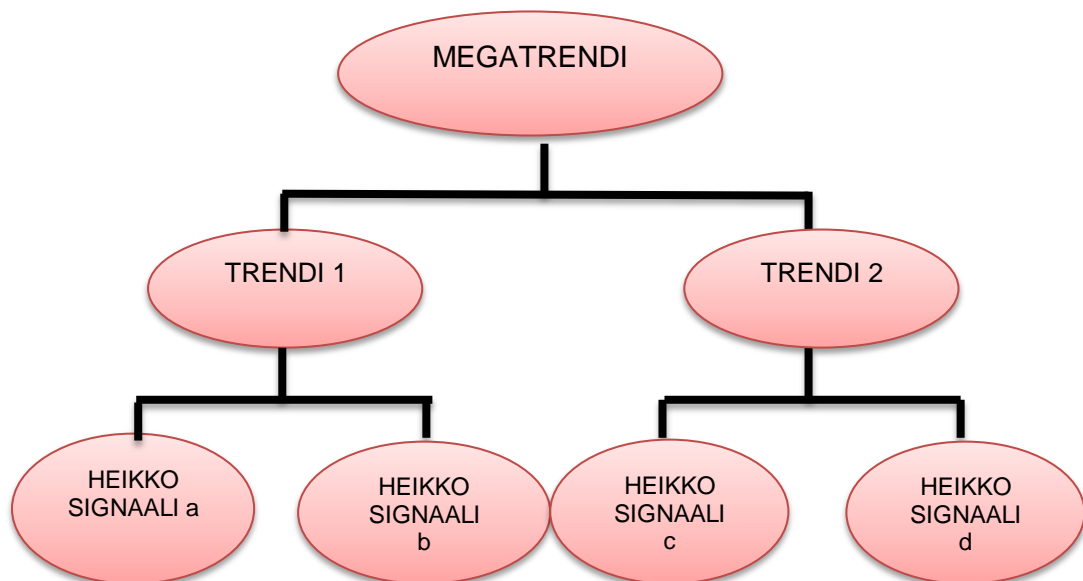 MEGATRENDI
TRENDI 1
TRENDI 2
HEIKKO
SIGNAALI a
HEIKKO
SIGNAALI
b
HEIKKO
SIGNAALI
c
HEIKKO
SIGNAALI
d